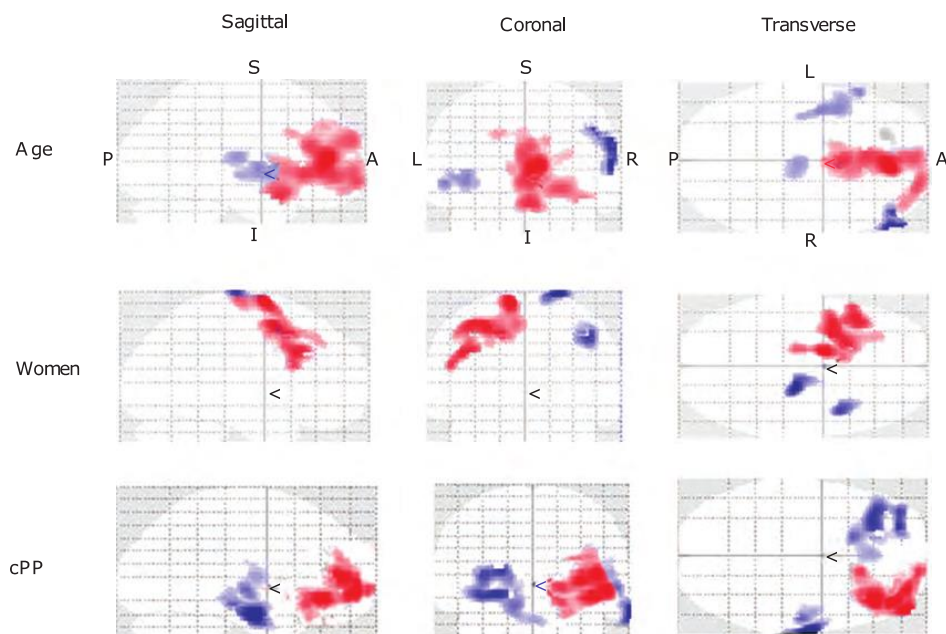 Sagittal Coronal Transverse
S S L
Age P A L R P A
I I R
Women < < <
cPP < < <